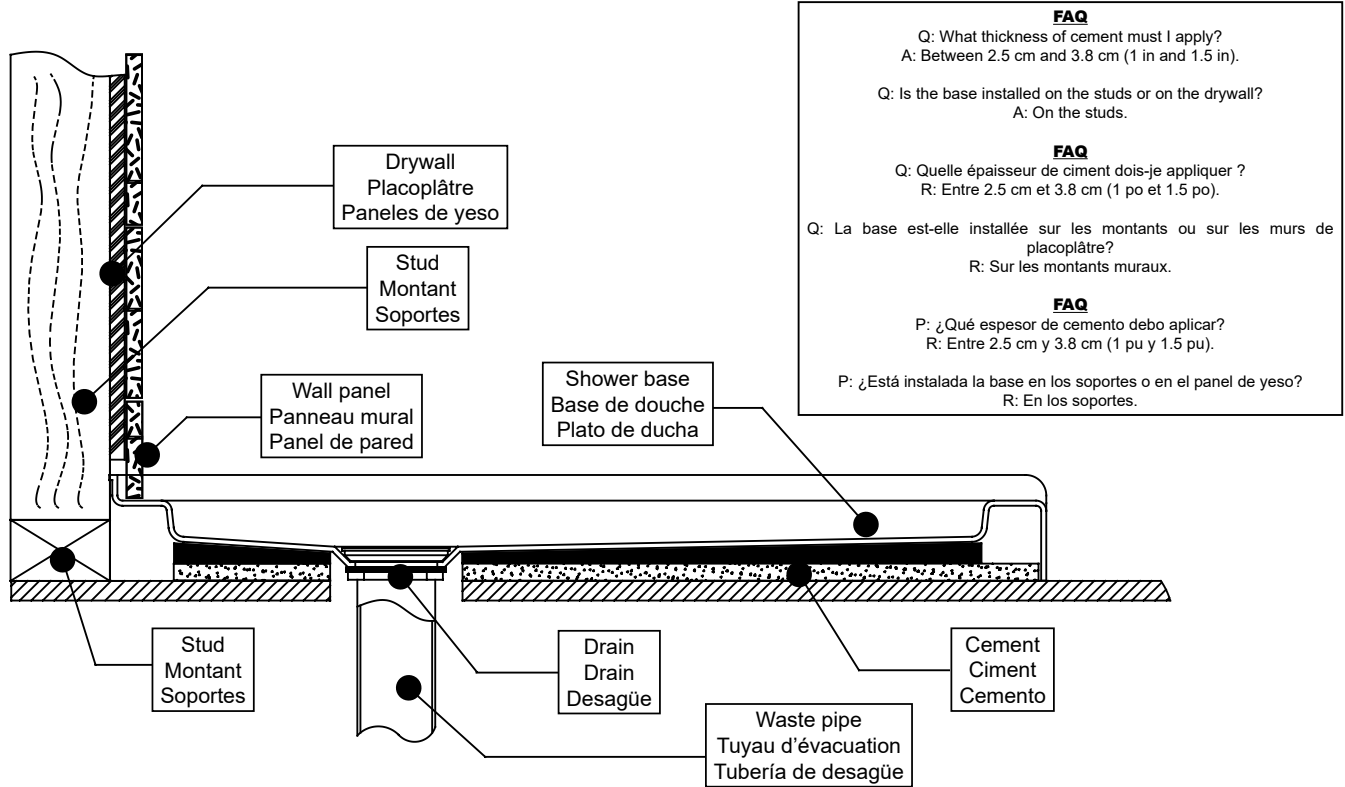 FAQ
Q: What thickness of cement must I apply?
A: Between 2.5 cm and 3.8 cm (1 in and 1.5 in).
Q: Is the base installed on the studs or on the drywall?
A: On the studs.
FAQ
Q: Quelle épaisseur de ciment dois-je appliquer ?
R: Entre 2.5 cm et 3.8 cm (1 po et 1.5 po).
Q: La base est-elle installée sur les montants ou sur les murs de
placoplâtre?
R: Sur les montants muraux.
FAQ
P: ¿Qué espesor de cemento debo aplicar?
R: Entre 2.5 cm y 3.8 cm (1 pu y 1.5 pu).
P: ¿Está instalada la base en los soportes o en el panel de yeso?
R: En los soportes.
Drywall
Placoplâtre
Paneles de yeso
Stud
Montant
Soportes
Wall panel
Panneau mural
Panel de pared
Shower base
Base de douche
Plato de ducha
Stud
Montant
Soportes
Drain
Drain
Desagüe
Cement
Ciment
Cemento
Waste pipe
Tuyau d'évacuation
Tubería de desagüe